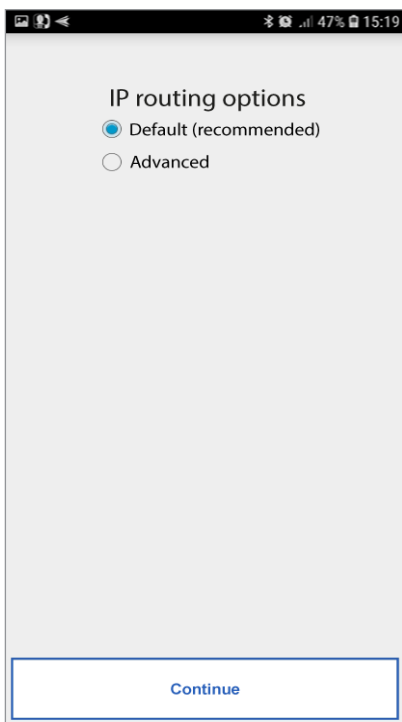 47% 15:19
IP routing options
Default (recommended)
Advanced
Continue